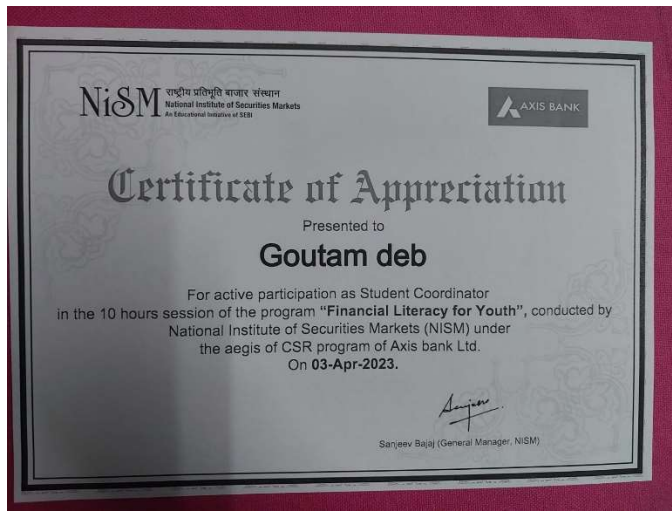 NiSM
राष्ट्रीय प्रतिभूति बाजार संस्थान
National Institute of Securities Markets
An Educational Initiative of SEBI
AXIS BANK
Certificate of Appreciation
Presented to
Goutam deb
For active participation as Student Coordinator
in the 10 hours session of the program “Financial Literacy for Youth”, conducted by
National Institute of Securities Markets (NISM) under
the aegis of CSR program of Axis bank Ltd.
On 03-Apr-2023.
Sanjeev
Sanjeev Bajaj (General Manager, NISM)